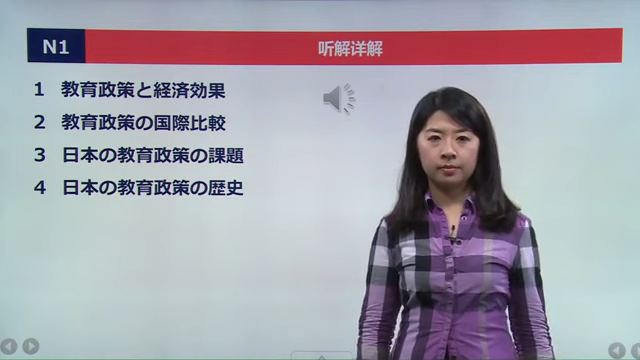 N1 听解详解
1 教育政策と経済効果
2 教育政策の国際比較
3 日本の教育政策の課題
4 日本の教育政策の歴史